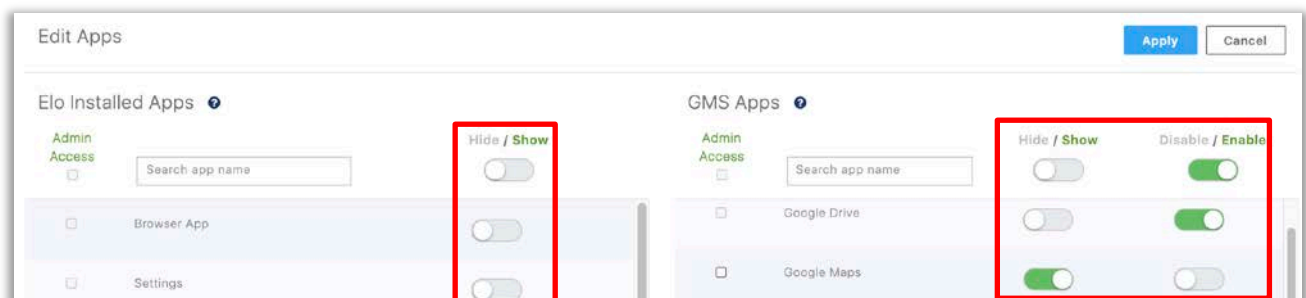 Edit Apps
Apply
Cancel
Elo Installed Apps ?
Admin
Access
Search app name
Hide / Show
Browser App
Settings
GMS Apps ?
Admin
Access
Search app name
Hide / Show
Disable / Enable
Google Drive
Google Maps